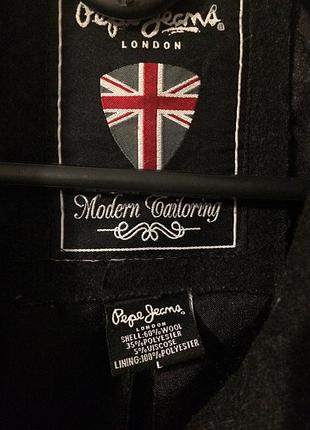 Pepe Jeans
LONDON
Modern Tailoring
Pepe Jeans
LONDON
SHELL:60%WOOL
35%POLYESTER
5%VISCOSE
LINING:100%POLYESTER
L